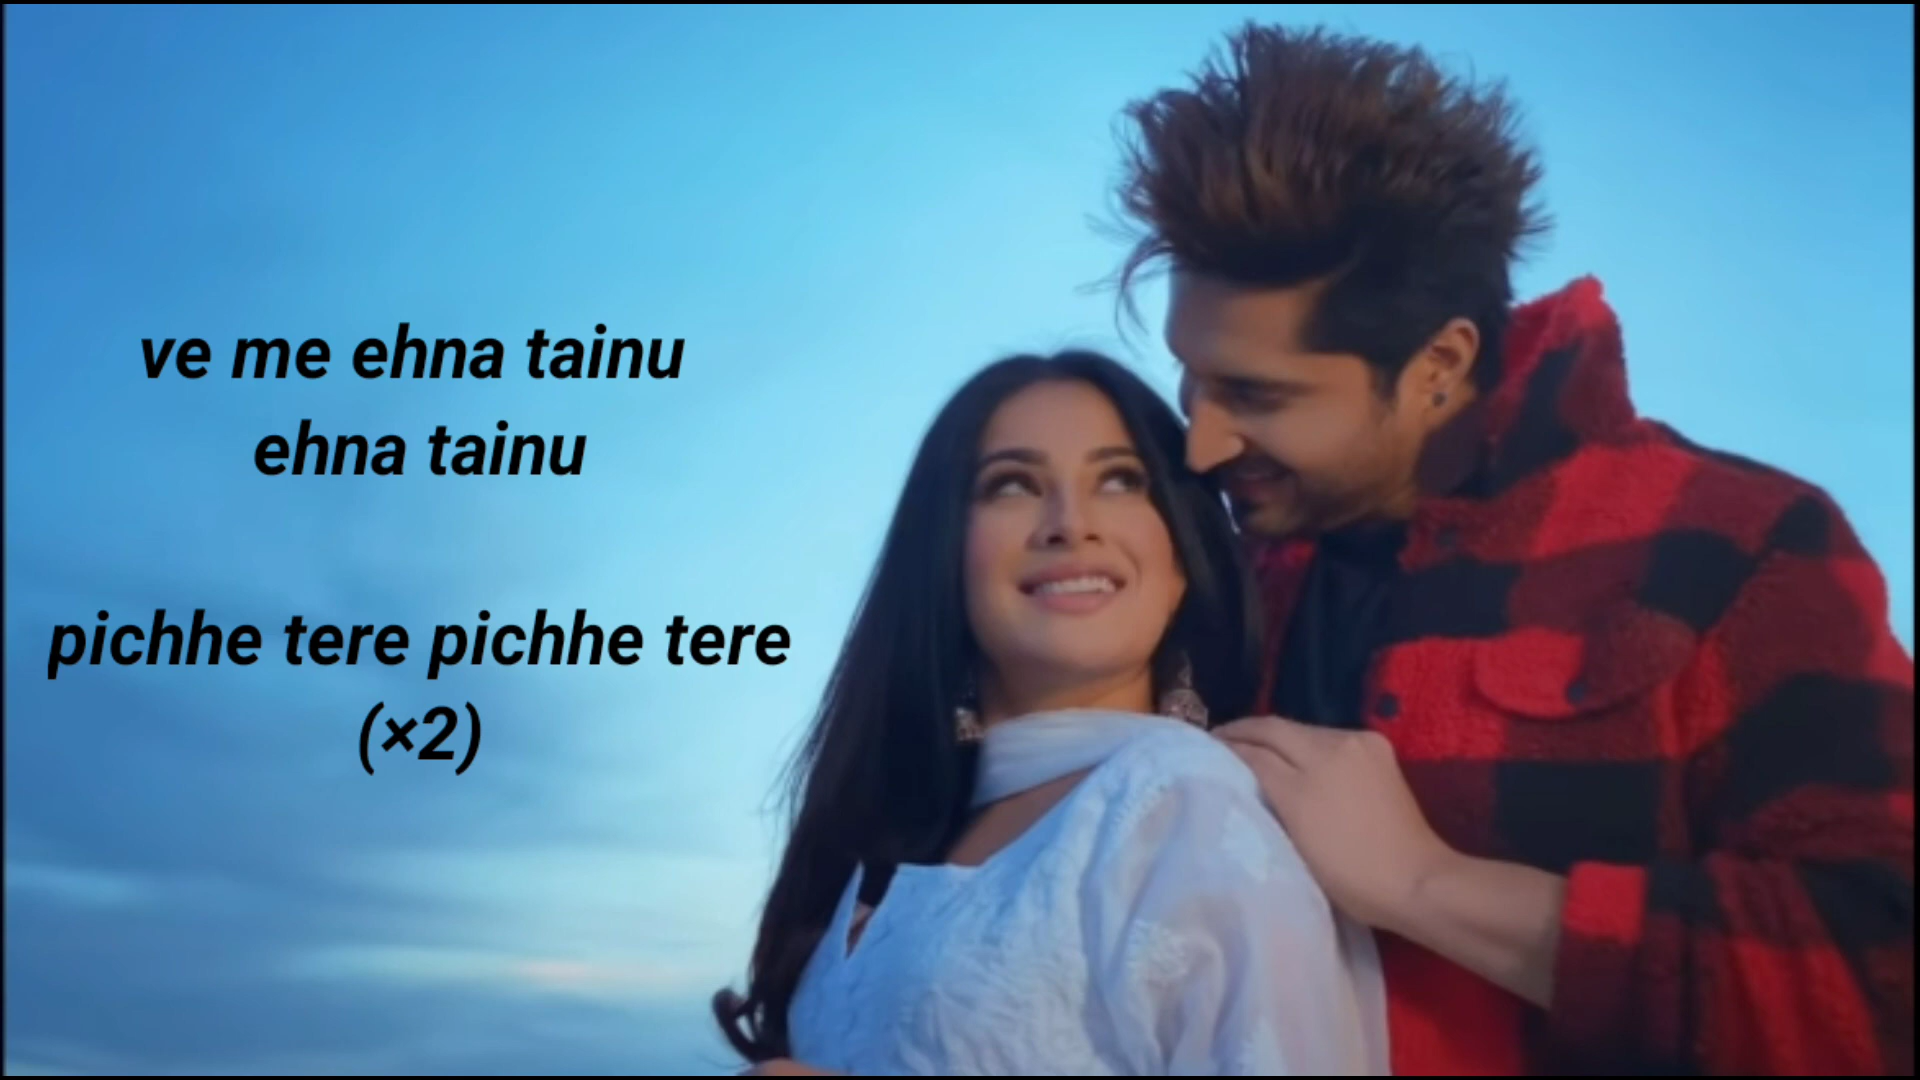 ve me ehna tainu
ehna tainu
pichhe tere pichhe tere
(×2)